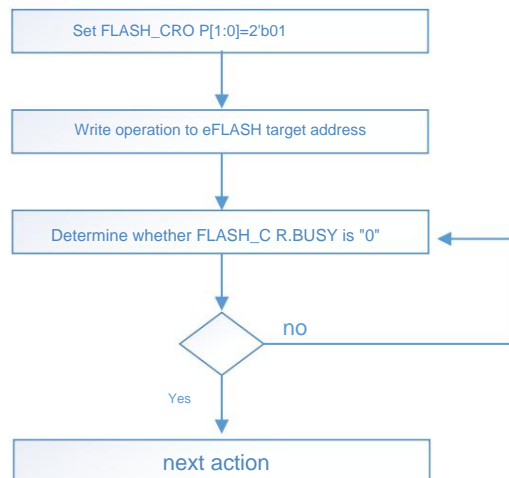 Set FLASH_CRO P[1:0]=2'b01
Write operation to eFLASH target address
Determine whether FLASH_C R.BUSY is "0"
no
Yes
next action